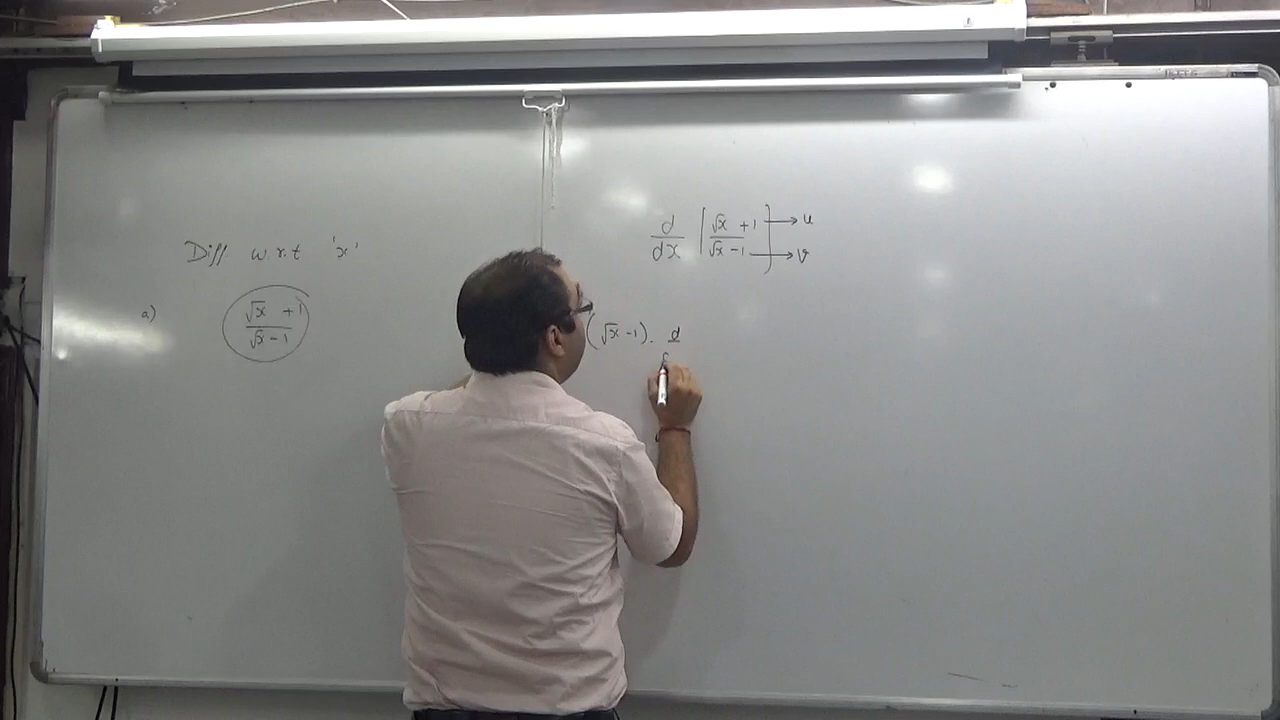 Diff w.r.t 'x'
a) √x + 1
√x - 1
d/dx [√x + 1 → u
√x - 1 → v]
(√x - 1). d